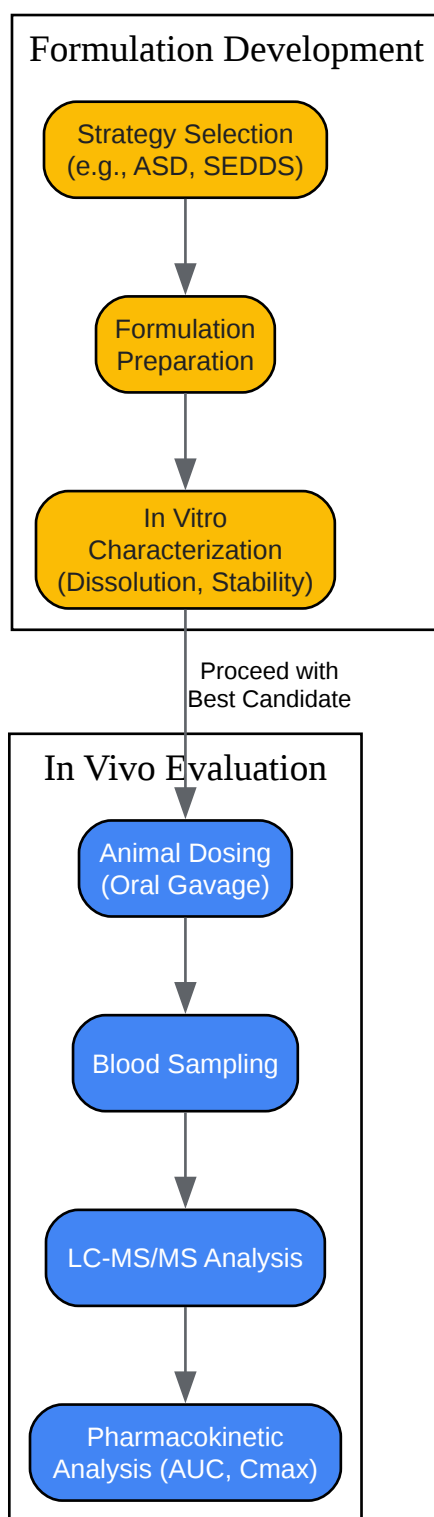 Formulation Development
Strategy Selection
(e.g., ASD, SEDDS)
Formulation
Preparation
In Vitro
Characterization
(Dissolution, Stability)
Proceed with
Best Candidate
In Vivo Evaluation
Animal Dosing
(Oral Gavage)
Blood Sampling
LC-MS/MS Analysis
Pharmacokinetic
Analysis (AUC, Cmax)